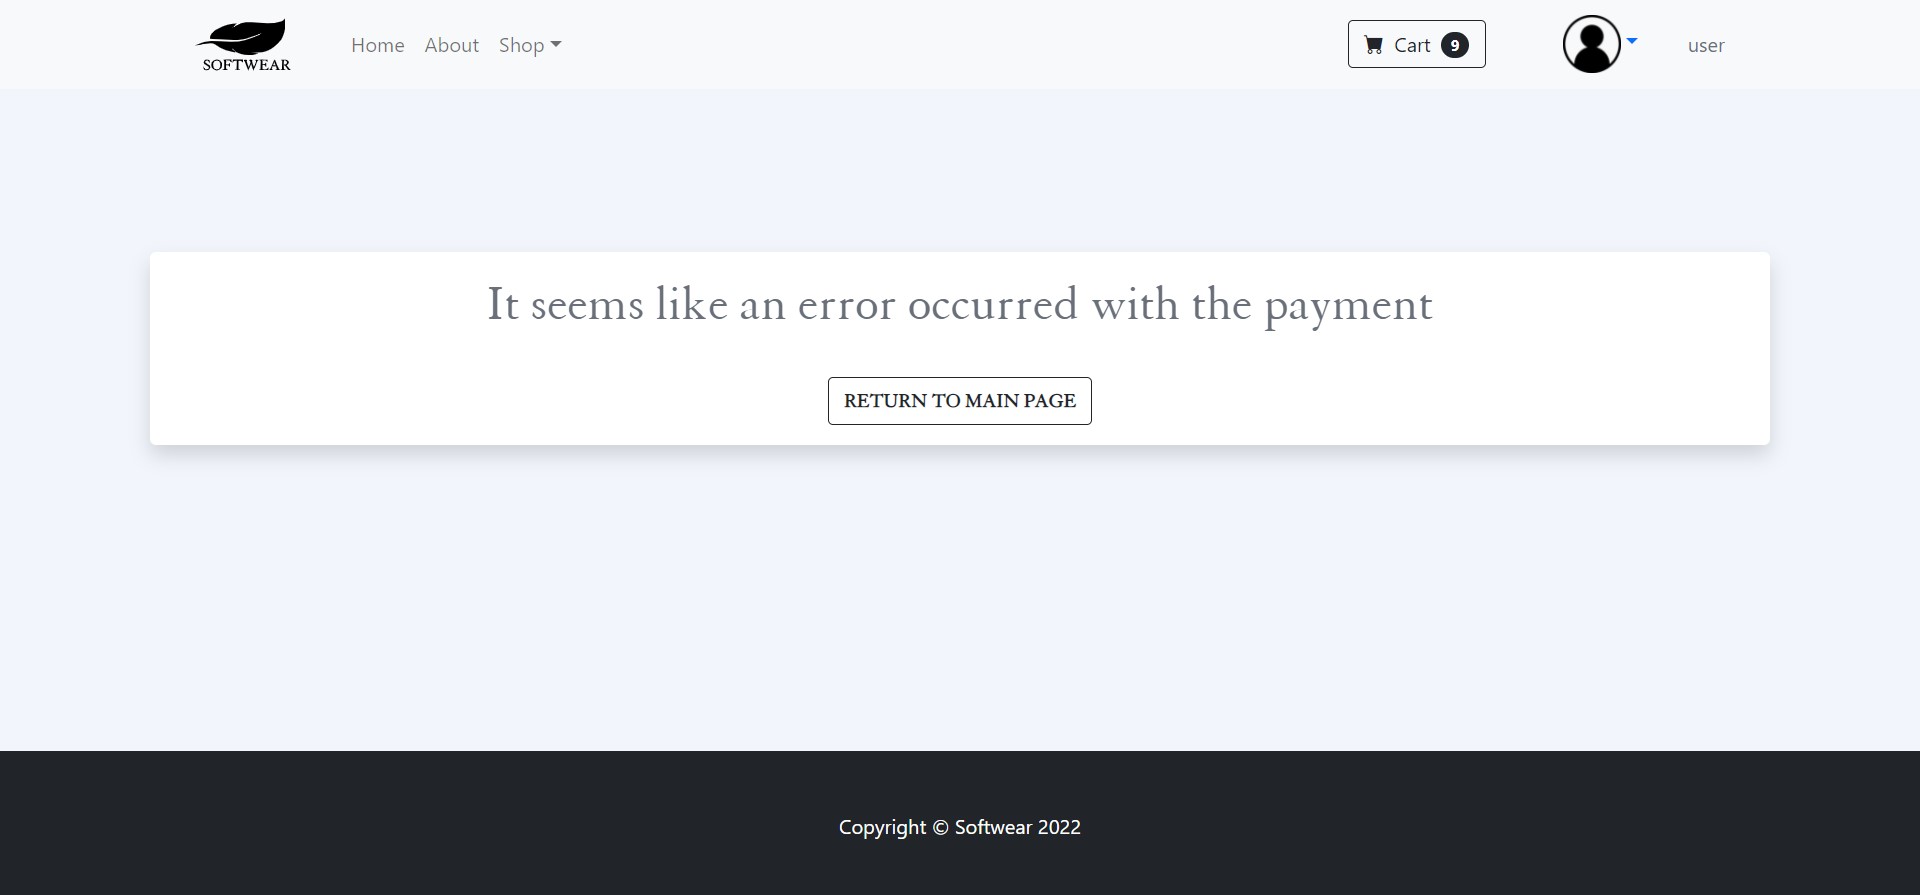 SOFTWEAR
Home About Shop
Cart 9
user
It seems like an error occurred with the payment
RETURN TO MAIN PAGE
Copyright © Softwear 2022